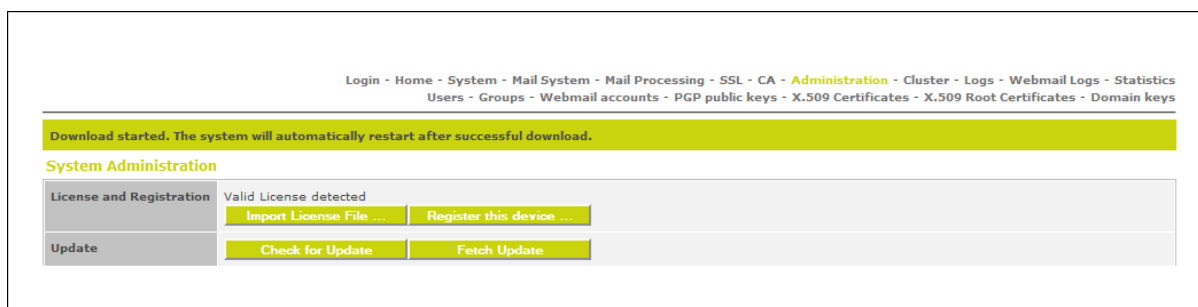 Login - Home - System - Mail System - Mail Processing - SSL - CA - Administration - Cluster - Logs - Webmail Logs - Statistics
Users - Groups - Webmail accounts - PGP public keys - X.509 Certificates - X.509 Root Certificates - Domain keys
Download started. The system will automatically restart after successful download.
System Administration
License and Registration Valid License detected
Import License File ... Register this device ...
Update Check for Update Fetch Update